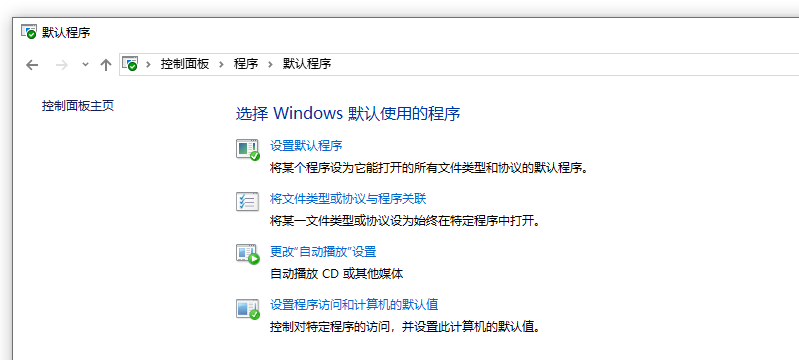 默认程序
控制面板 › 程序 › 默认程序
控制面板主页
选择 Windows 默认使用的程序
设置默认程序
将某个程序设为它能打开的所有文件类型和协议的默认程序。
将文件类型或协议与程序关联
将某一文件类型或协议设为始终在特定程序中打开。
更改“自动播放”设置
自动播放 CD 或其他媒体
设置程序访问和计算机的默认值
控制对特定程序的访问，并设置此计算机的默认值。